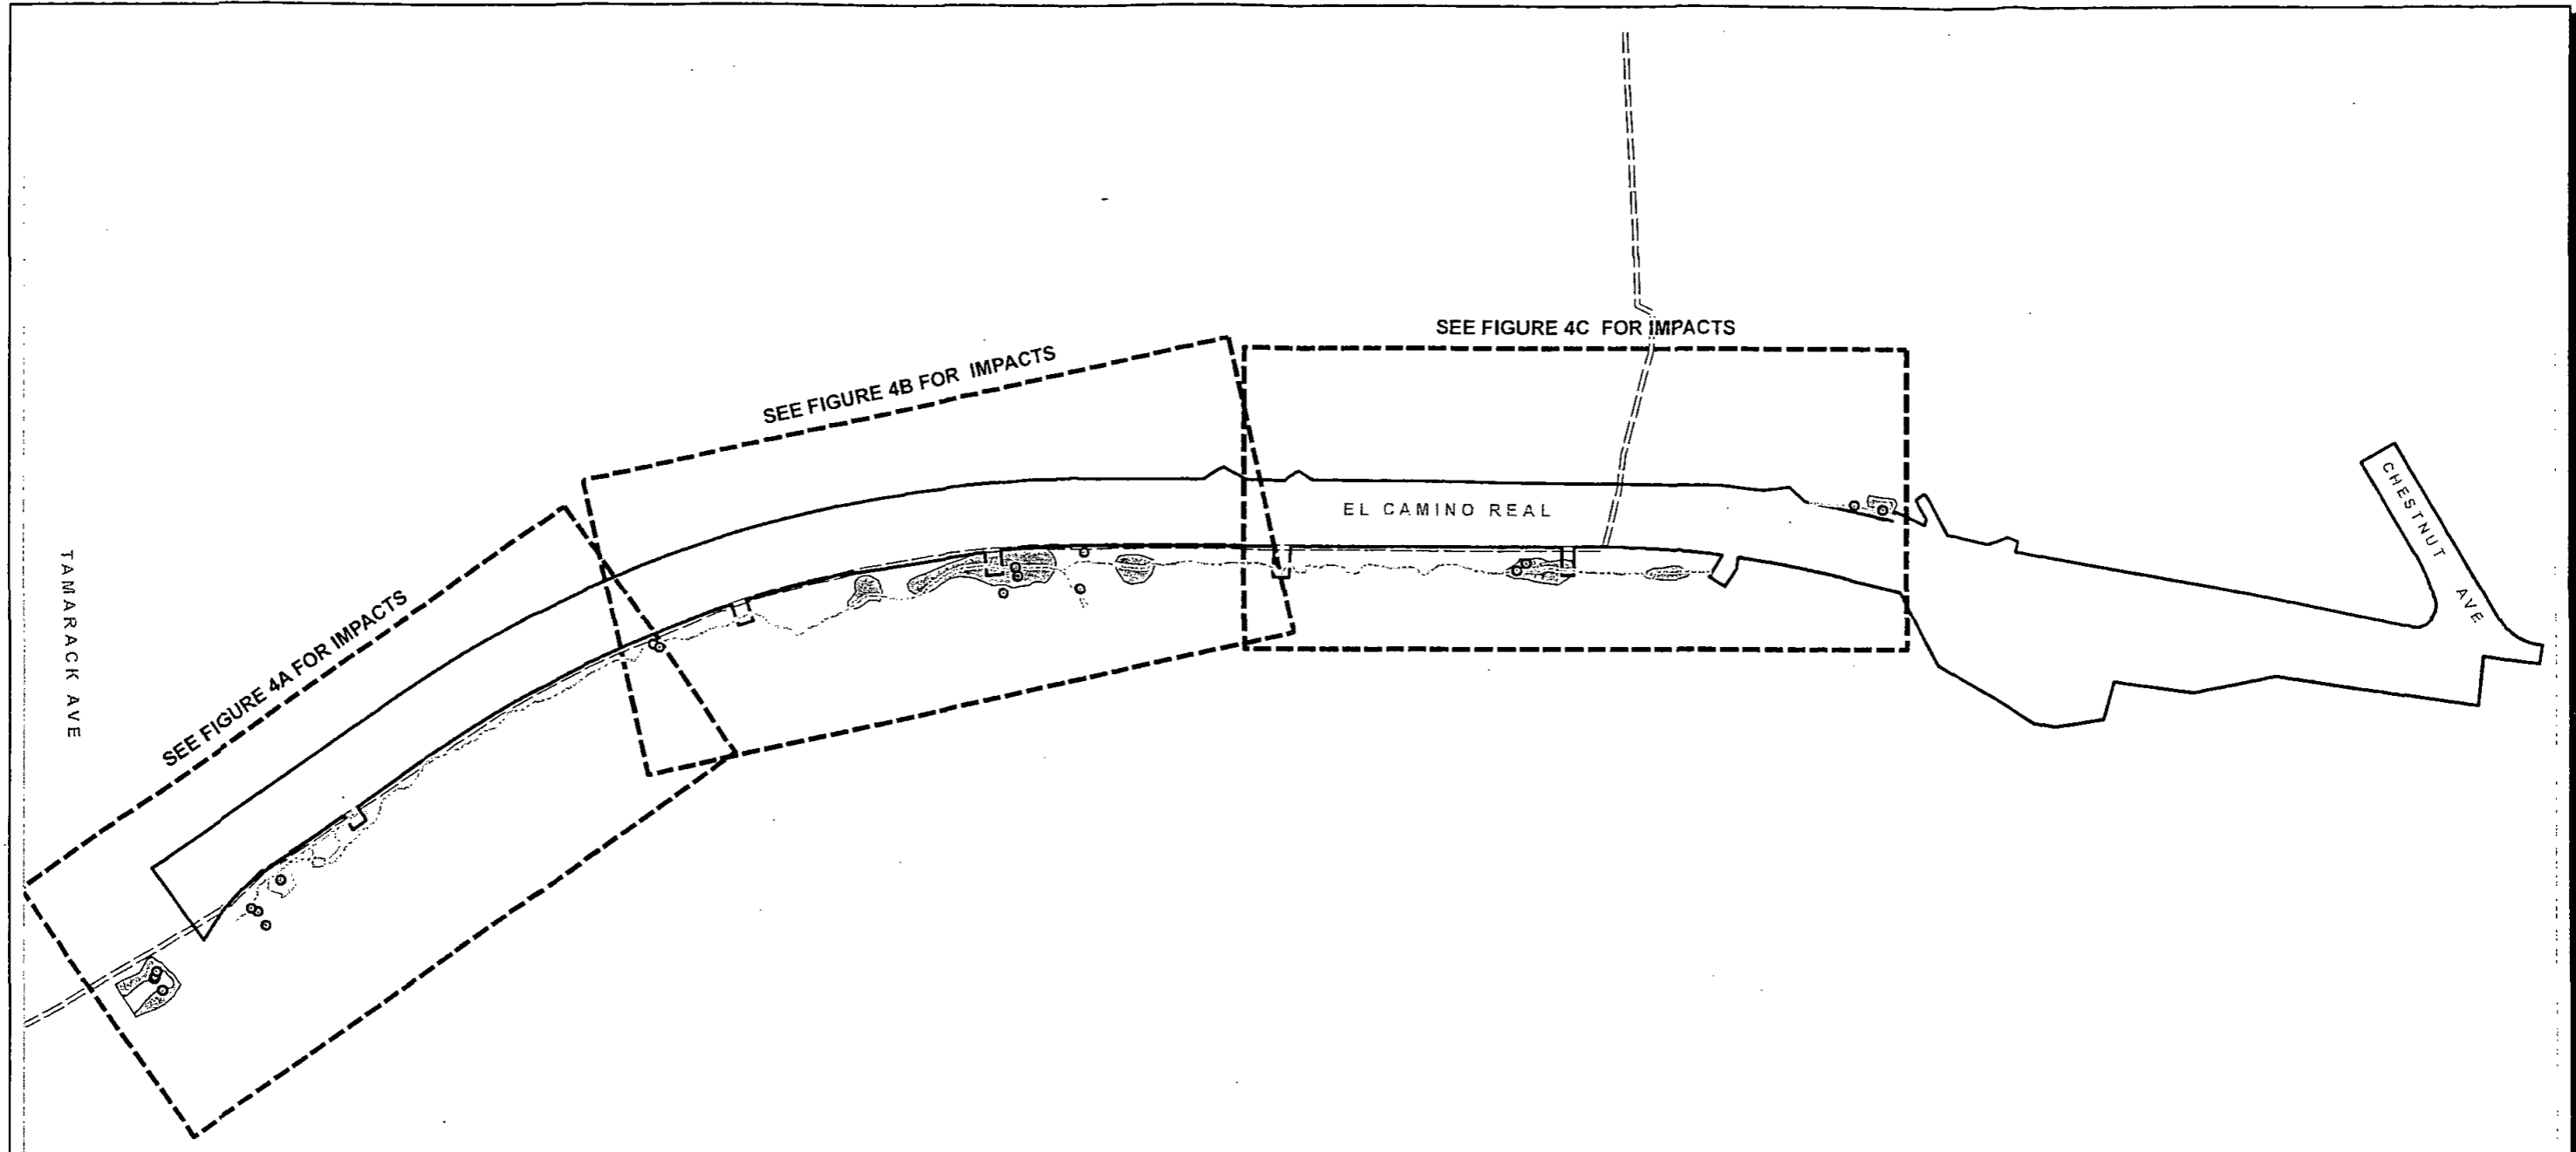 SEE FIGURE 4C FOR IMPACTS
SEE FIGURE 4B FOR IMPACTS
SEE FIGURE 4A FOR IMPACTS
EL CAMINO REAL
CHESTNUT AVE
TAMARACK AVE